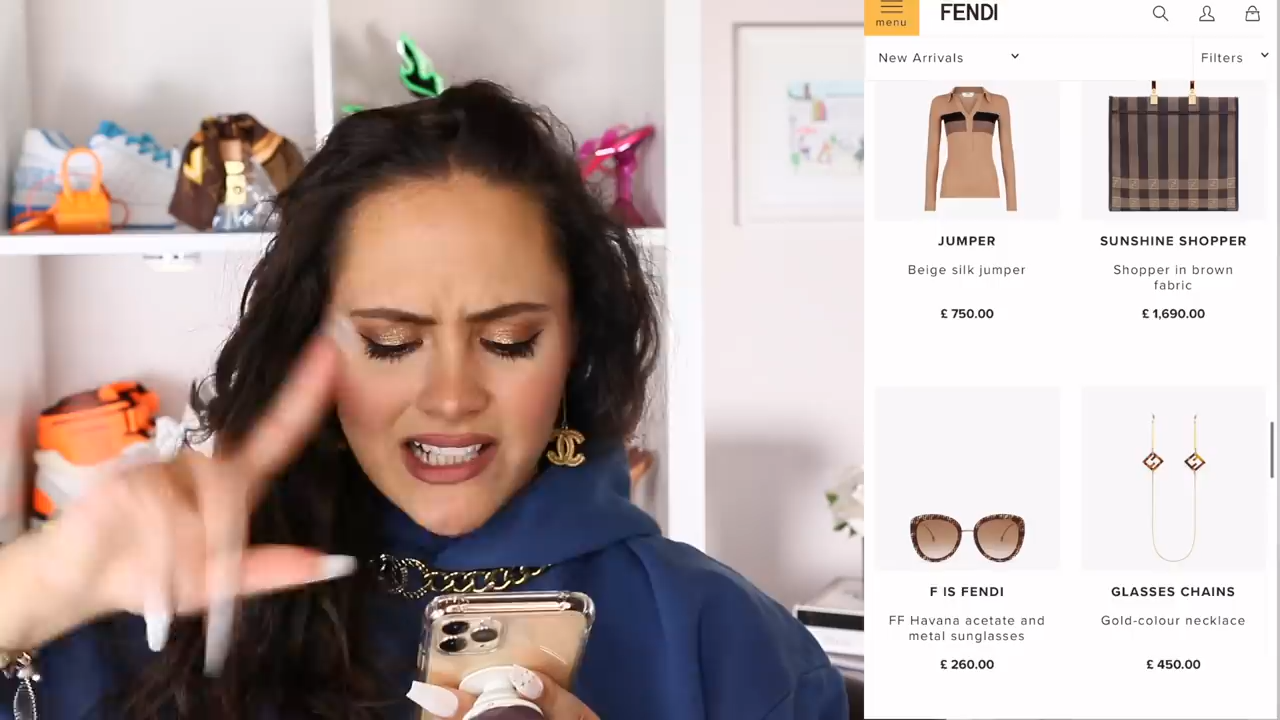 menu
FENDI
New Arrivals
Filters
JUMPER
SUNSHINE SHOPPER
Beige silk jumper
Shopper in brown
fabric
£ 750.00
£ 1,690.00
F IS FENDI
GLASSES CHAINS
FF Havana acetate and
metal sunglasses
Gold-colour necklace
£ 260.00
£ 450.00